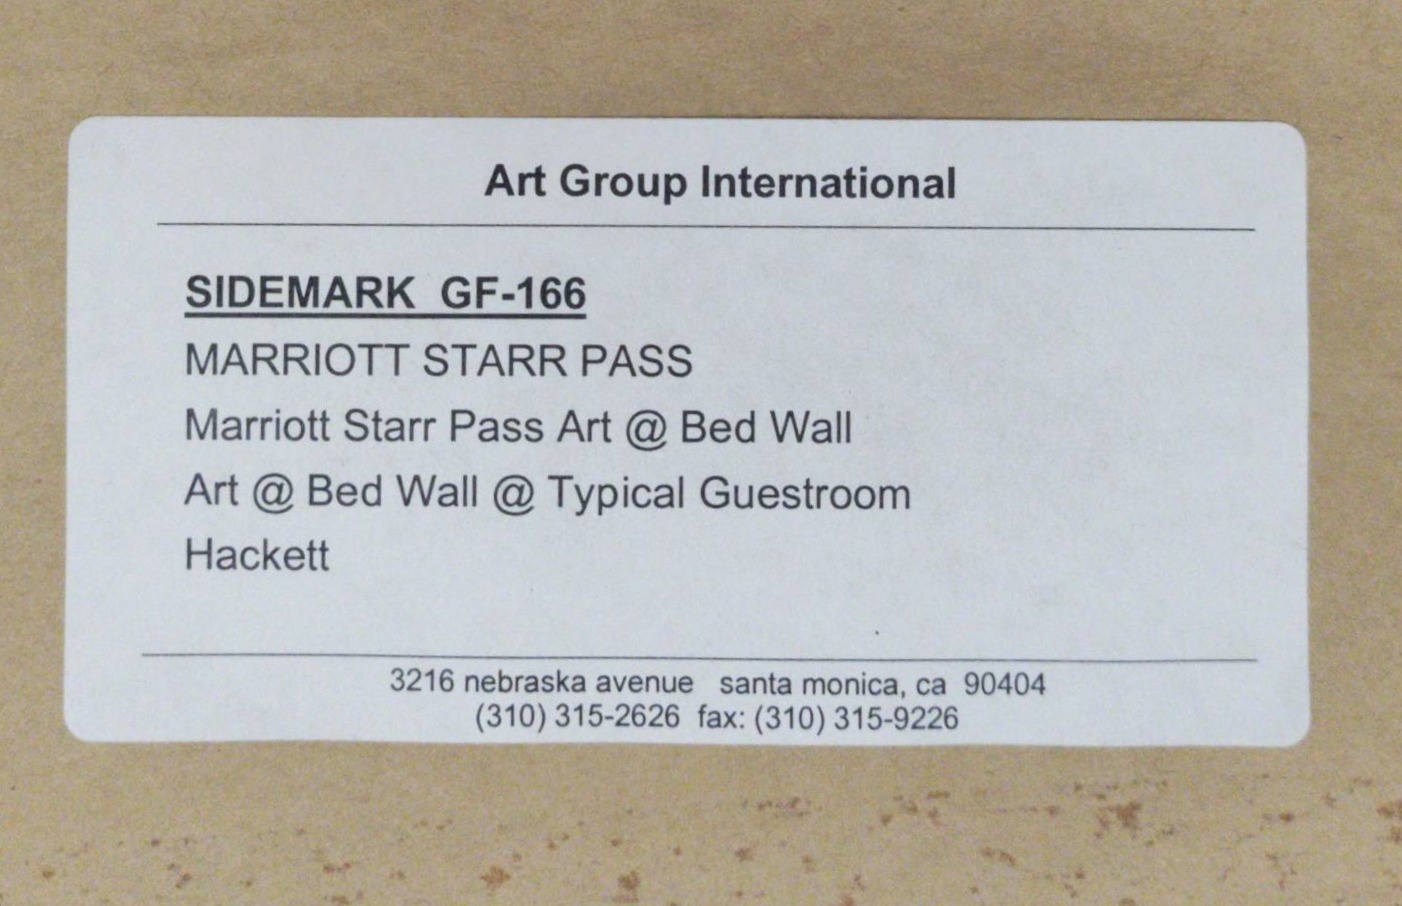 Art Group International
SIDEMARK GF-166
MARRIOTT STARR PASS
Marriott Starr Pass Art @ Bed Wall
Art @ Bed Wall @ Typical Guestroom
Hackett
3216 nebraska avenue santa monica, ca 90404
(310) 315-2626 fax: (310) 315-9226